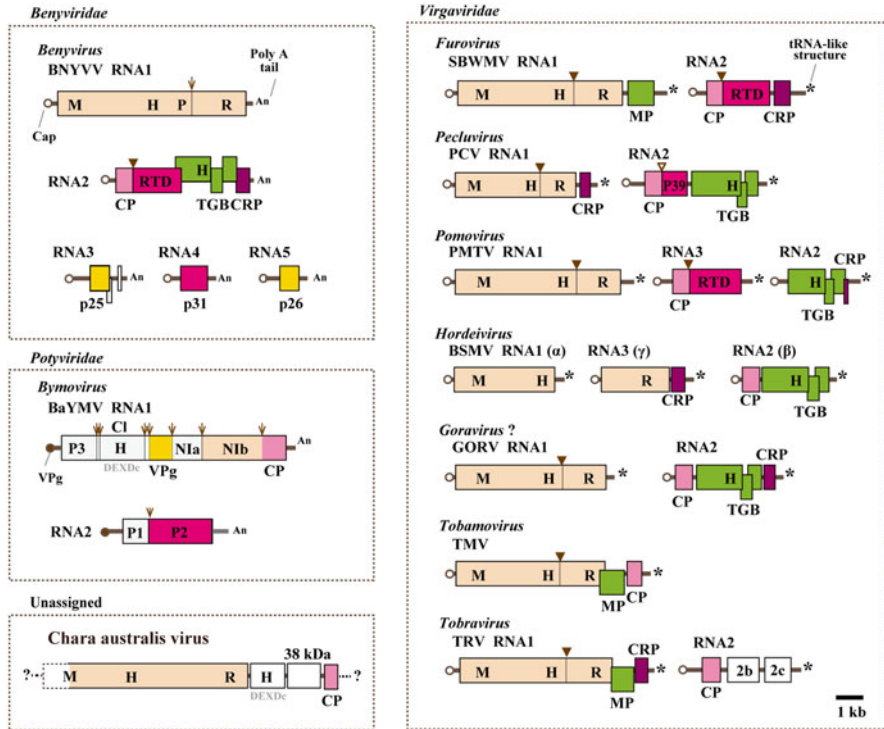 Benyviridae
Benyvirus
BNYVV RNA1
Poly A
tail
M H P R An
Cap
RNA2
RTD H An
CP TGB CRP
RNA3 RNA4 RNA5
An An An
p25 p31 p26
Potyviridae
Bymovirus
BaYMV RNA1
CI
P3 H NIa NIb An
VPg DEXDc VPg CP
RNA2 P1 P2 An
Unassigned
Chara australis virus
38 kDa
? M H R H ?
DEXDc CP
Virgaviridae
Furovirus
tRNA-like
structure
SBWMV RNA1 RNA2
M H R * RTD *
MP CP CRP
Pecluvirus
PCV RNA1 RNA2
M H R * P39 H *
CRP CP TGB
Pomovirus
PMTV RNA1 RNA3 RNA2
CRP
M H R * RTD * H *
CP TGB
Hordeivirus
BSMV RNA1 (α) RNA3 (γ) RNA2 (β)
M H * R * H *
CRP CP TGB
Goravirus ?
GORV RNA1 RNA2
CRP
M H R * H *
CP TGB
Tobamovirus
TMV
M H R *
MP CP
Tobravirus
TRV RNA1 CRP RNA2
M H R * 2b 2c *
MP CP
1 kb